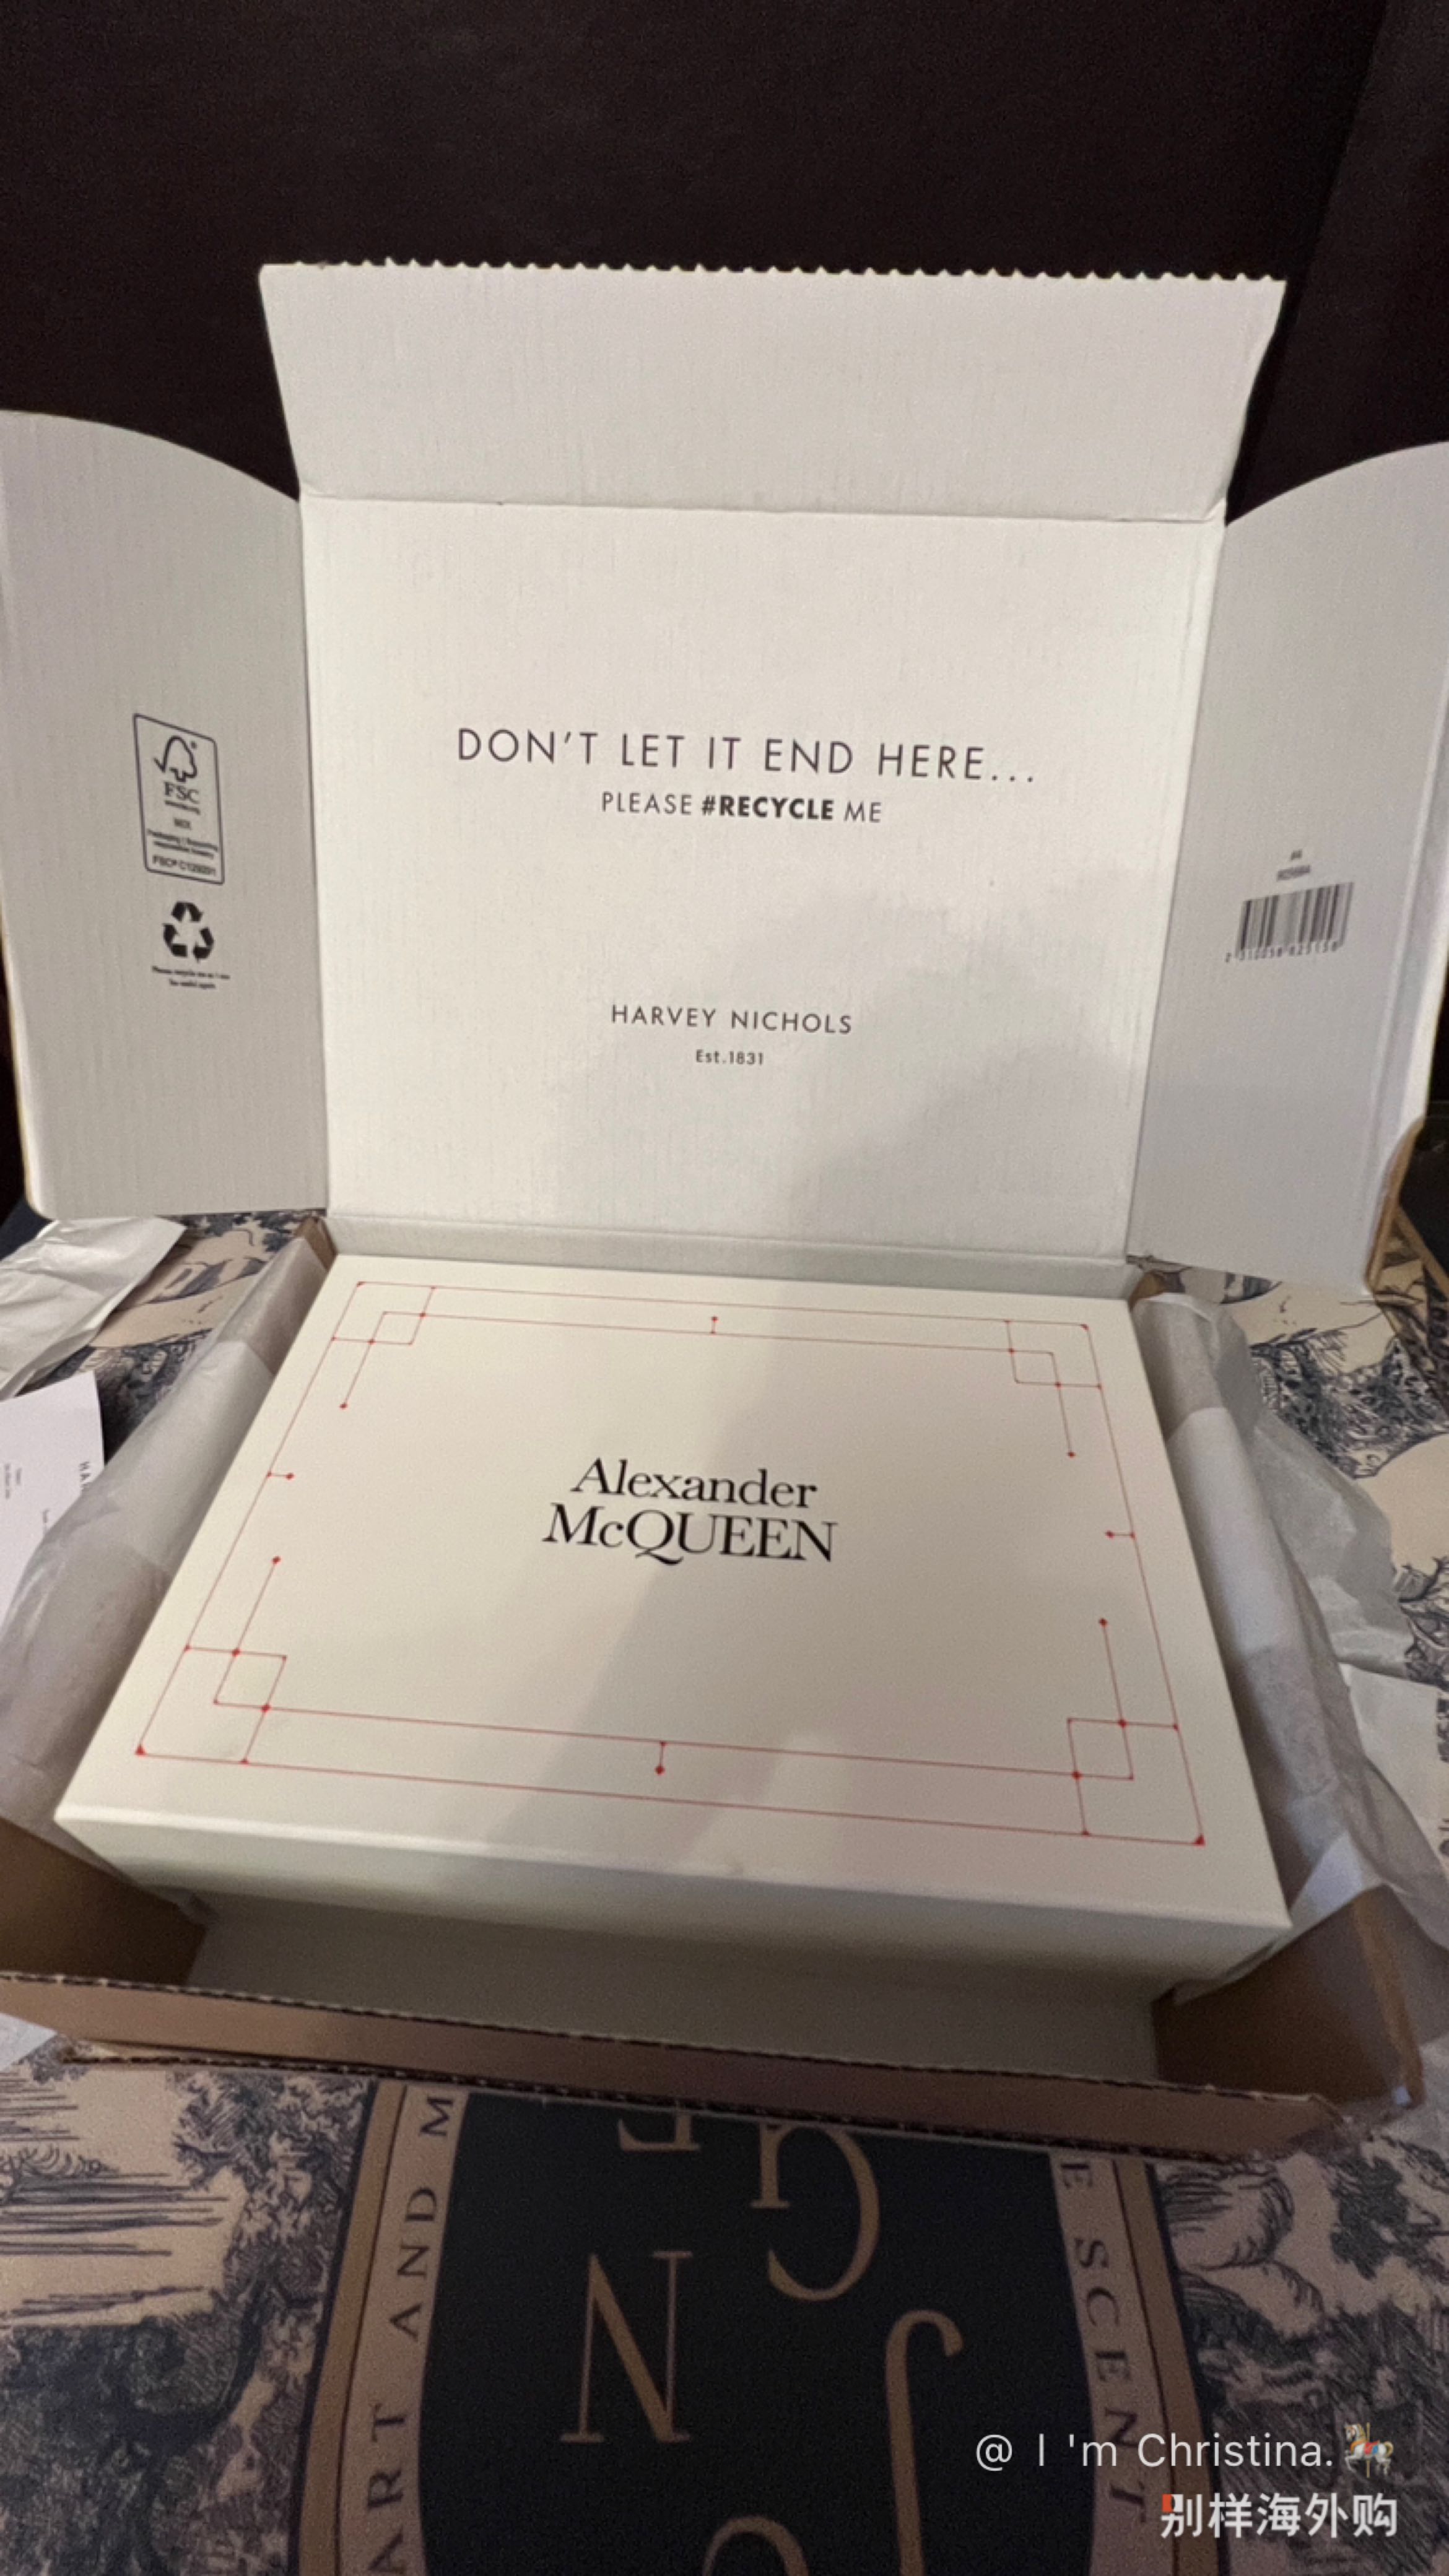 DON'T LET IT END HERE...
PLEASE #RECYCLE ME
FSC
MIX
HARVEY NICHOLS
Est.1831
Alexander
McQUEEN
ART AND M
E SCENT
@ I 'm Christina.🎠
别样海外购